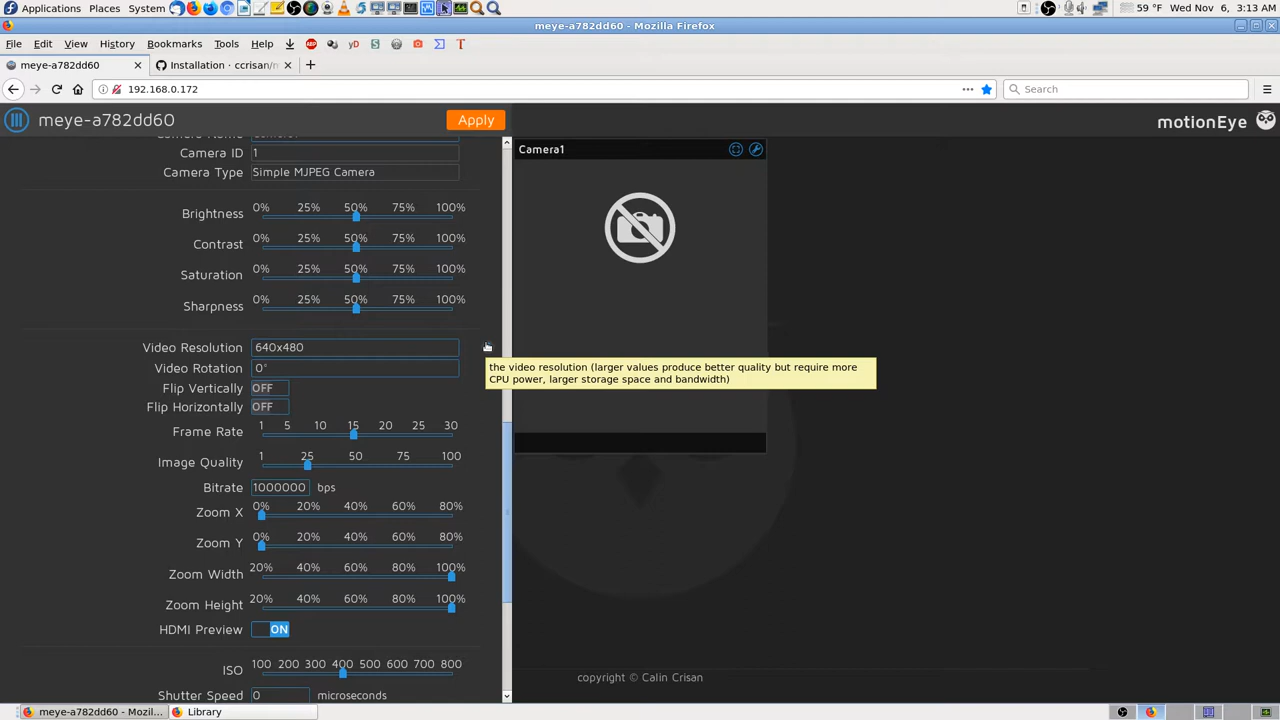 Applications Places System 59 °F Wed Nov 6, 3:13 AM
meye-a782dd60 - Mozilla Firefox
File Edit View History Bookmarks Tools Help
meye-a782dd60 Installation · ccrisan/n
192.168.0.172 Search
meye-a782dd60 Apply motionEye
Camera ID 1
Camera Type Simple MJPEG Camera
Brightness 0% 25% 50% 75% 100%
Contrast 0% 25% 50% 75% 100%
Saturation 0% 25% 50% 75% 100%
Sharpness 0% 25% 50% 75% 100%
Video Resolution 640x480
Video Rotation 0°
Flip Vertically OFF
Flip Horizontally OFF
Frame Rate 1 5 10 15 20 25 30
Image Quality 1 25 50 75 100
Bitrate 1000000 bps
Zoom X 0% 20% 40% 60% 80%
Zoom Y 0% 20% 40% 60% 80%
Zoom Width 20% 40% 60% 80% 100%
Zoom Height 20% 40% 60% 80% 100%
HDMI Preview ON
ISO 100 200 300 400 500 600 700 800
Shutter Speed 0 microseconds
Camera1
the video resolution (larger values produce better quality but require more
CPU power, larger storage space and bandwidth)
copyright © Calin Crisan
meye-a782dd60 - Mozil... Library